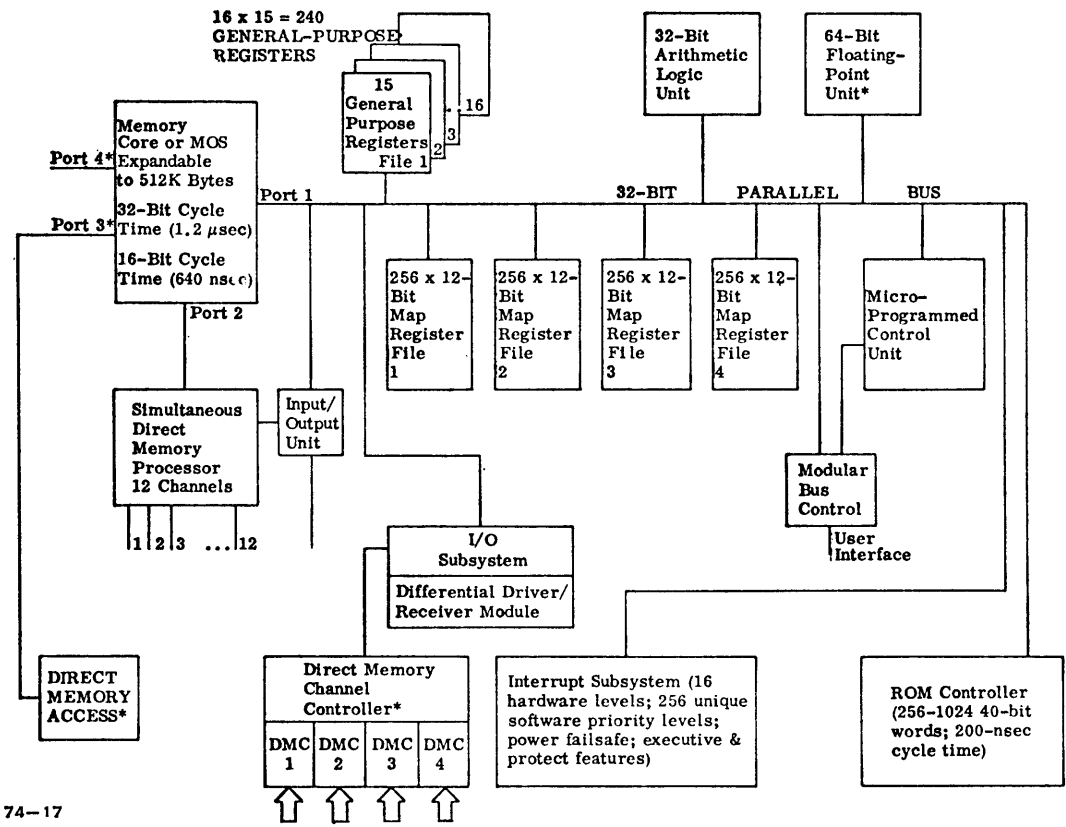 16 x 15 = 240
GENERAL-PURPOSE
REGISTERS
15
General
Purpose
Registers
File 1
2
3
. . 16
32-Bit
Arithmetic
Logic
Unit
64-Bit
Floating-
Point
Unit*
Memory
Core or MOS
Expandable
to 512K Bytes
32-Bit Cycle
Time (1.2 μsec)
16-Bit Cycle
Time (640 nsec)
Port 4*
Port 3*
Port 1
Port 2
32-BIT PARALLEL BUS
256 x 12-
Bit
Map
Register
File
1
256 x 12-
Bit
Map
Register
File
2
256 x 12-
Bit
Map
Register
File
3
256 x 12-
Bit
Map
Register
File
4
Micro-
Programmed
Control
Unit
Simultaneous
Direct
Memory
Processor
12 Channels
1 2 3 ...12
Input/
Output
Unit
Modular
Bus
Control
User
Interface
I/O
Subsystem
Differential Driver/
Receiver Module
DIRECT
MEMORY
ACCESS*
Direct Memory
Channel
Controller*
DMC
1
DMC
2
DMC
3
DMC
4
Interrupt Subsystem (16
hardware levels; 256 unique
software priority levels;
power failsafe; executive &
protect features)
ROM Controller
(256-1024 40-bit
words; 200-nsec
cycle time)
74-17